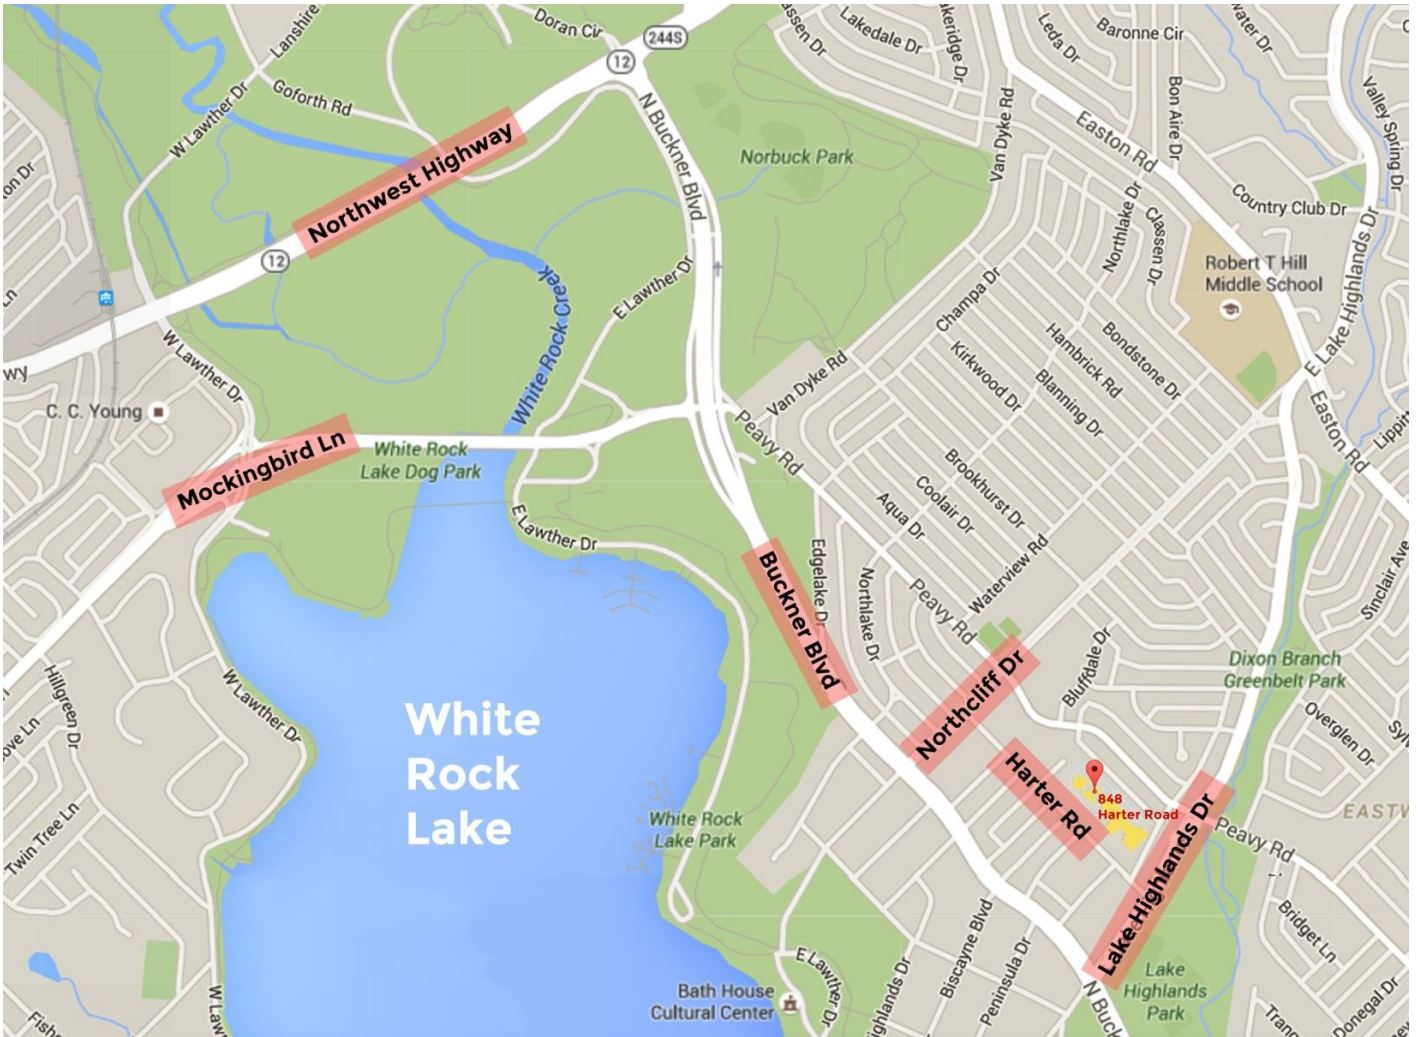 Doran Cir
244S
12
Lanshire
Goforth Rd
W Lawther Dr
Northwest Highway
12
N Buckner Blvd
Norbuck Park
Lakedale Dr
Leda Dr
Baronne Cir
Bon Aire Dr
Valley Spring Dr
Van Dyke Rd
Easton Rd
Country Club Dr
Northlake Dr
Classen Dr
Robert T Hill
Middle School
E Lake Highlands Dr
E Lawther Dr
White Rock Creek
Champa Dr
Kirkwood Dr
Hambrick Rd
Bondstone Dr
Blanning Dr
Van Dyke Rd
Peavy Rd
W Lawther Dr
C. C. Young
Mockingbird Ln
White Rock
Lake Dog Park
Easton Rd
Brookhurst Dr
Coolair Dr
Aqua Dr
Waterview Rd
E Lawther Dr
Edgelake Dr
Northlake Dr
Peavy Rd
Buckner Blvd
Northcliff Dr
Bluffdale Dr
Sinclair Ave
Dixon Branch
Greenbelt Park
Overglen Dr
Hillgreen Dr
W Lawther Dr
White
Rock
Lake
Harter Rd
848
Harter Road
Lake Highlands Dr
Peavy Rd
White Rock
Lake Park
Twin Tree Ln
Biscayne Blvd
Peninsula Dr
Bridget Ln
Lake
Highlands
Park
E Lawther Dr
Bath House
Cultural Center
Donegal Dr